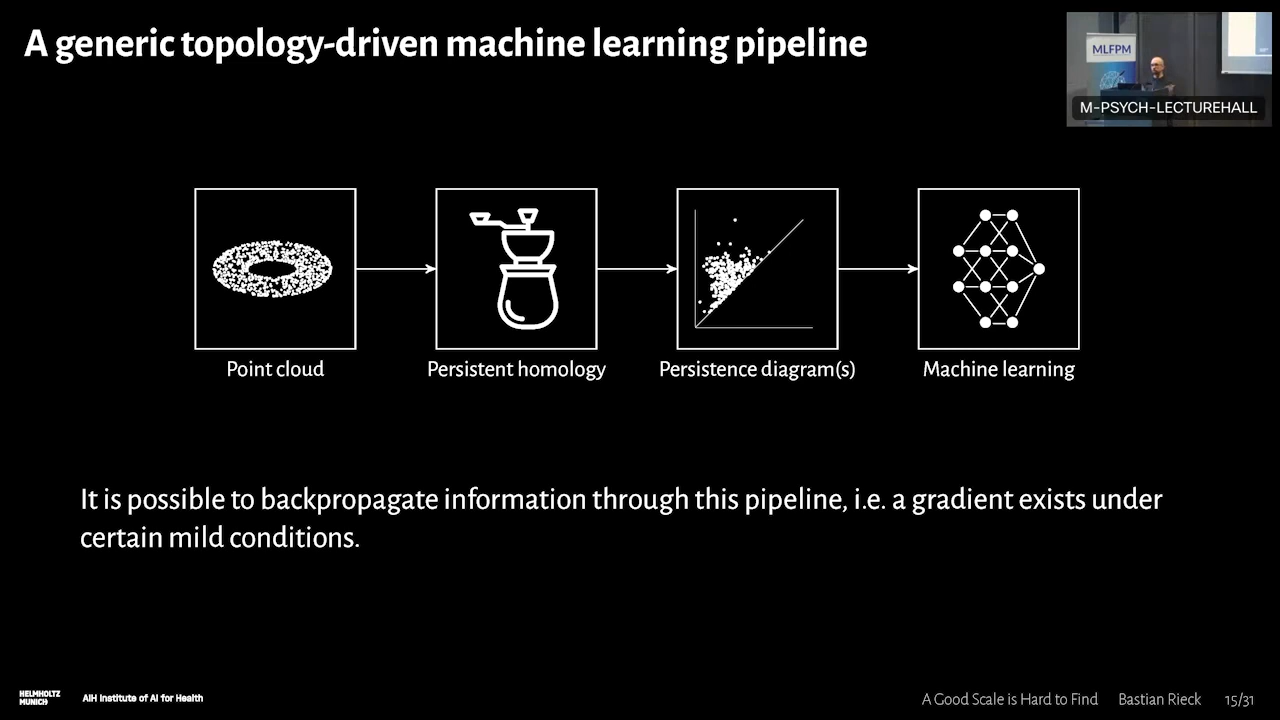 A generic topology-driven machine learning pipeline
MLFPM
M-PSYCH-LECTUREHALL
Point cloud
Persistent homology
Persistence diagram(s)
Machine learning
It is possible to backpropagate information through this pipeline, i.e. a gradient exists under
certain mild conditions.
HELMHOLTZ
MUNICH
AIH Institute of AI for Health
A Good Scale is Hard to Find
Bastian Rieck
15/31